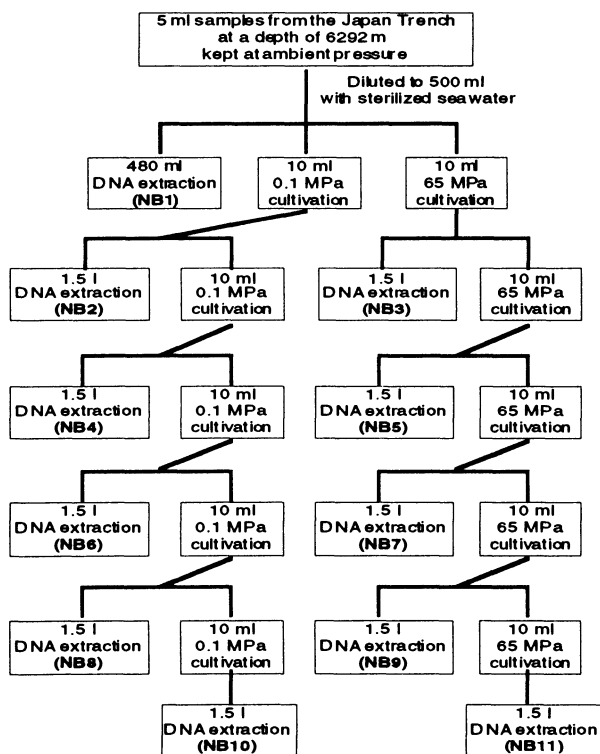 5 ml samples from the Japan Trench
at a depth of 6292 m
kept at ambient pressure
Diluted to 500 ml
with sterilized seawater
480 ml
DNA extraction
(NB1)
10 ml
0.1 MPa
cultivation
10 ml
65 MPa
cultivation
1.5 l
DNA extraction
(NB2)
10 ml
0.1 MPa
cultivation
1.5 l
DNA extraction
(NB3)
10 ml
65 MPa
cultivation
1.5 l
DNA extraction
(NB4)
10 ml
0.1 MPa
cultivation
1.5 l
DNA extraction
(NB5)
10 ml
65 MPa
cultivation
1.5 l
DNA extraction
(NB6)
10 ml
0.1 MPa
cultivation
1.5 l
DNA extraction
(NB7)
10 ml
65 MPa
cultivation
1.5 l
DNA extraction
(NB8)
10 ml
0.1 MPa
cultivation
1.5 l
DNA extraction
(NB9)
10 ml
65 MPa
cultivation
1.5 l
DNA extraction
(NB10)
1.5 l
DNA extraction
(NB11)